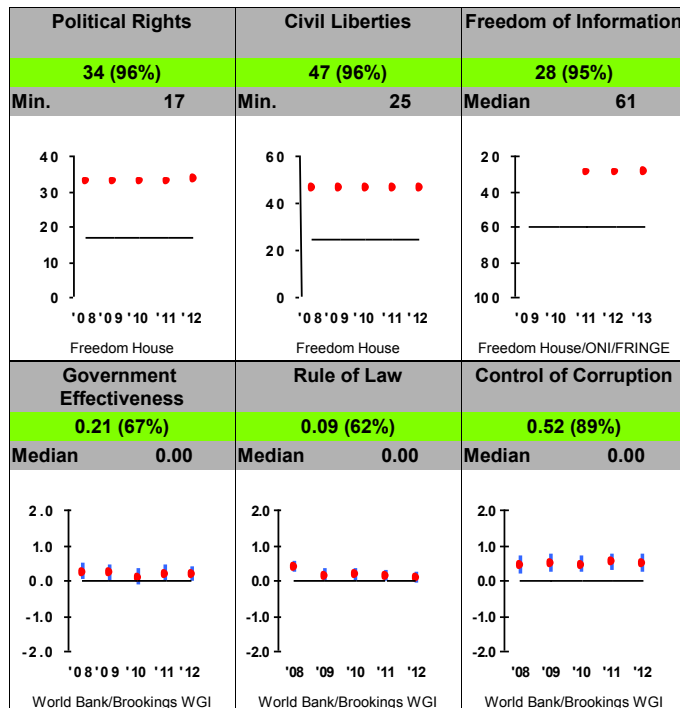 Political Rights
34 (96%)
Min. 17
40
30
20
10
0
'08 '09 '10 '11 '12
Freedom House
Civil Liberties
47 (96%)
Min. 25
60
40
20
0
'08 '09 '10 '11 '12
Freedom House
Freedom of Information
28 (95%)
Median 61
20
40
60
80
100
'09 '10 '11 '12 '13
Freedom House/ONI/FRINGE
Government
Effectiveness
0.21 (67%)
Median 0.00
2.0
1.0
0.0
-1.0
-2.0
'08 '09 '10 '11 '12
World Bank/Brookings WGI
Rule of Law
0.09 (62%)
Median 0.00
2.0
1.0
0.0
-1.0
-2.0
'08 '09 '10 '11 '12
World Bank/Brookings WGI
Control of Corruption
0.52 (89%)
Median 0.00
2.0
1.0
0.0
-1.0
-2.0
'08 '09 '10 '11 '12
World Bank/Brookings WGI